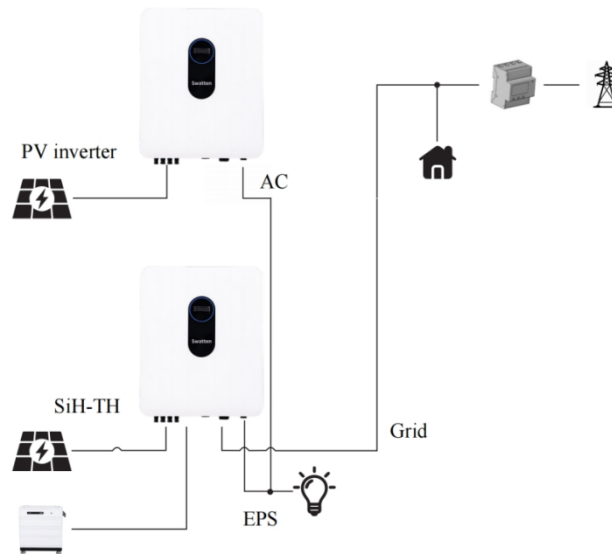 Swatten
PV inverter
AC
Swatten
SiH-TH
Grid
EPS